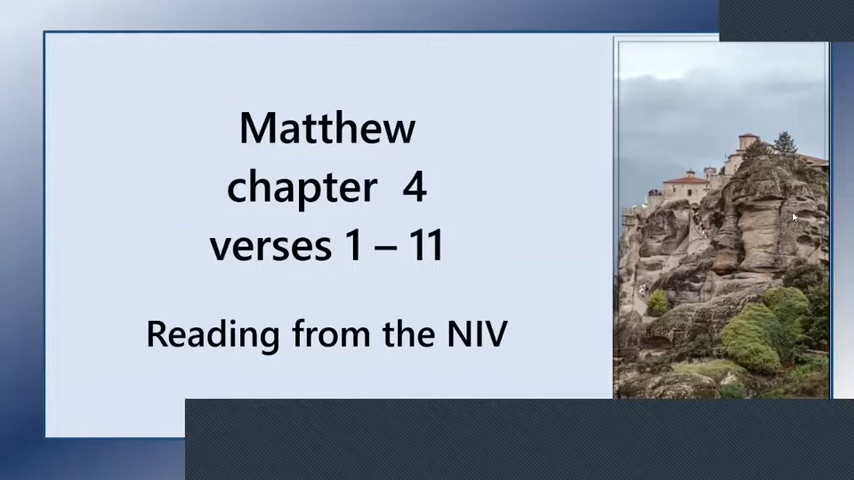 Matthew
chapter 4
verses 1 – 11
Reading from the NIV